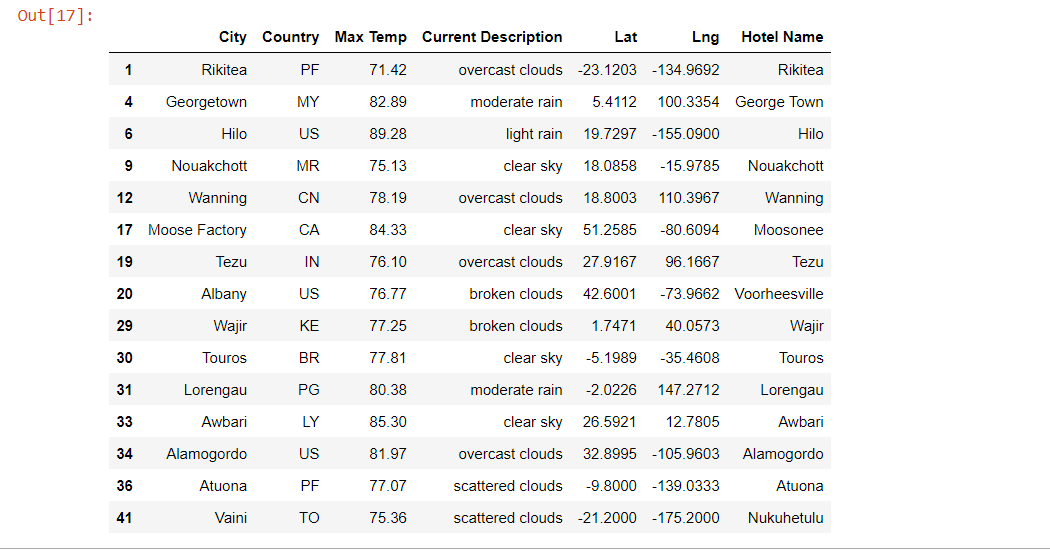 Out[17]:
City Country Max Temp Current Description Lat Lng Hotel Name
1 Rikitea PF 71.42 overcast clouds -23.1203 -134.9692 Rikitea
4 Georgetown MY 82.89 moderate rain 5.4112 100.3354 George Town
6 Hilo US 89.28 light rain 19.7297 -155.0900 Hilo
9 Nouakchott MR 75.13 clear sky 18.0858 -15.9785 Nouakchott
12 Wanning CN 78.19 overcast clouds 18.8003 110.3967 Wanning
17 Moose Factory CA 84.33 clear sky 51.2585 -80.6094 Moosonee
19 Tezu IN 76.10 overcast clouds 27.9167 96.1667 Tezu
20 Albany US 76.77 broken clouds 42.6001 -73.9662 Voorheesville
29 Wajir KE 77.25 broken clouds 1.7471 40.0573 Wajir
30 Touros BR 77.81 clear sky -5.1989 -35.4608 Touros
31 Lorengau PG 80.38 moderate rain -2.0226 147.2712 Lorengau
33 Awbari LY 85.30 clear sky 26.5921 12.7805 Awbari
34 Alamogordo US 81.97 overcast clouds 32.8995 -105.9603 Alamogordo
36 Atuona PF 77.07 scattered clouds -9.8000 -139.0333 Atuona
41 Vaini TO 75.36 scattered clouds -21.2000 -175.2000 Nukuhetulu